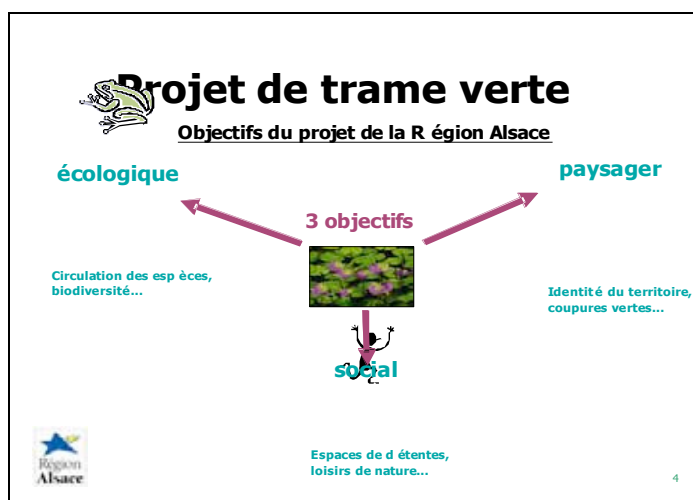 Projet de trame verte
Objectifs du projet de la R égion Alsace
écologique
paysager
3 objectifs
Circulation des esp èces,
biodiversité...
Identité du territoire,
coupures vertes...
social
Espaces de d étentes,
loisirs de nature...
Région
Alsace
4